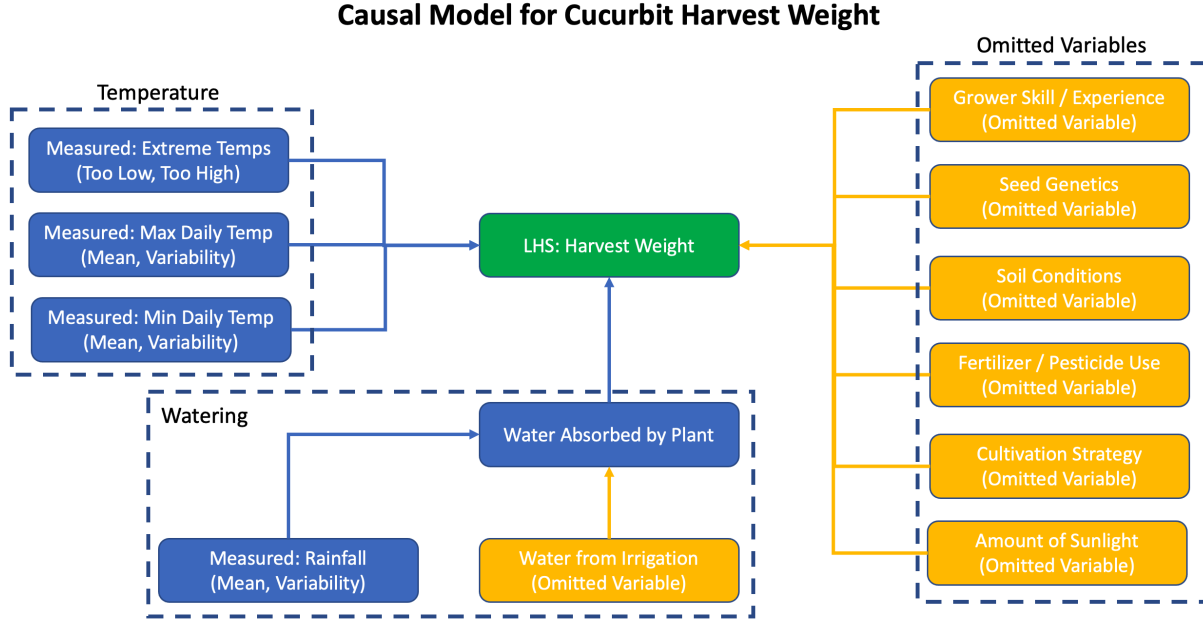 Causal Model for Cucurbit Harvest Weight
Omitted Variables
Temperature
Grower Skill / Experience
(Omitted Variable)
Measured: Extreme Temps
(Too Low, Too High)
Seed Genetics
(Omitted Variable)
Measured: Max Daily Temp
(Mean, Variability)
LHS: Harvest Weight
Soil Conditions
(Omitted Variable)
Measured: Min Daily Temp
(Mean, Variability)
Fertilizer / Pesticide Use
(Omitted Variable)
Watering
Water Absorbed by Plant
Cultivation Strategy
(Omitted Variable)
Measured: Rainfall
(Mean, Variability)
Water from Irrigation
(Omitted Variable)
Amount of Sunlight
(Omitted Variable)